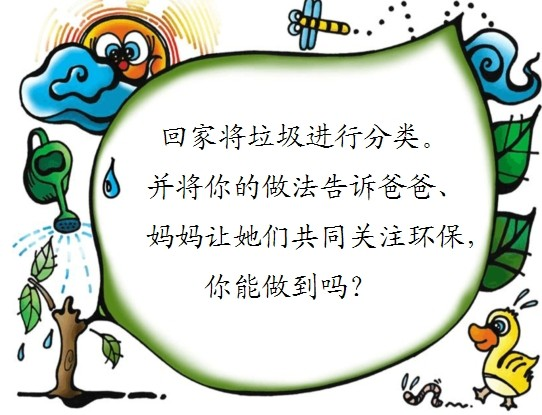 回家将垃圾进行分类。
并将你的做法告诉爸爸、
妈妈让她们共同关注环保，
你能做到吗？